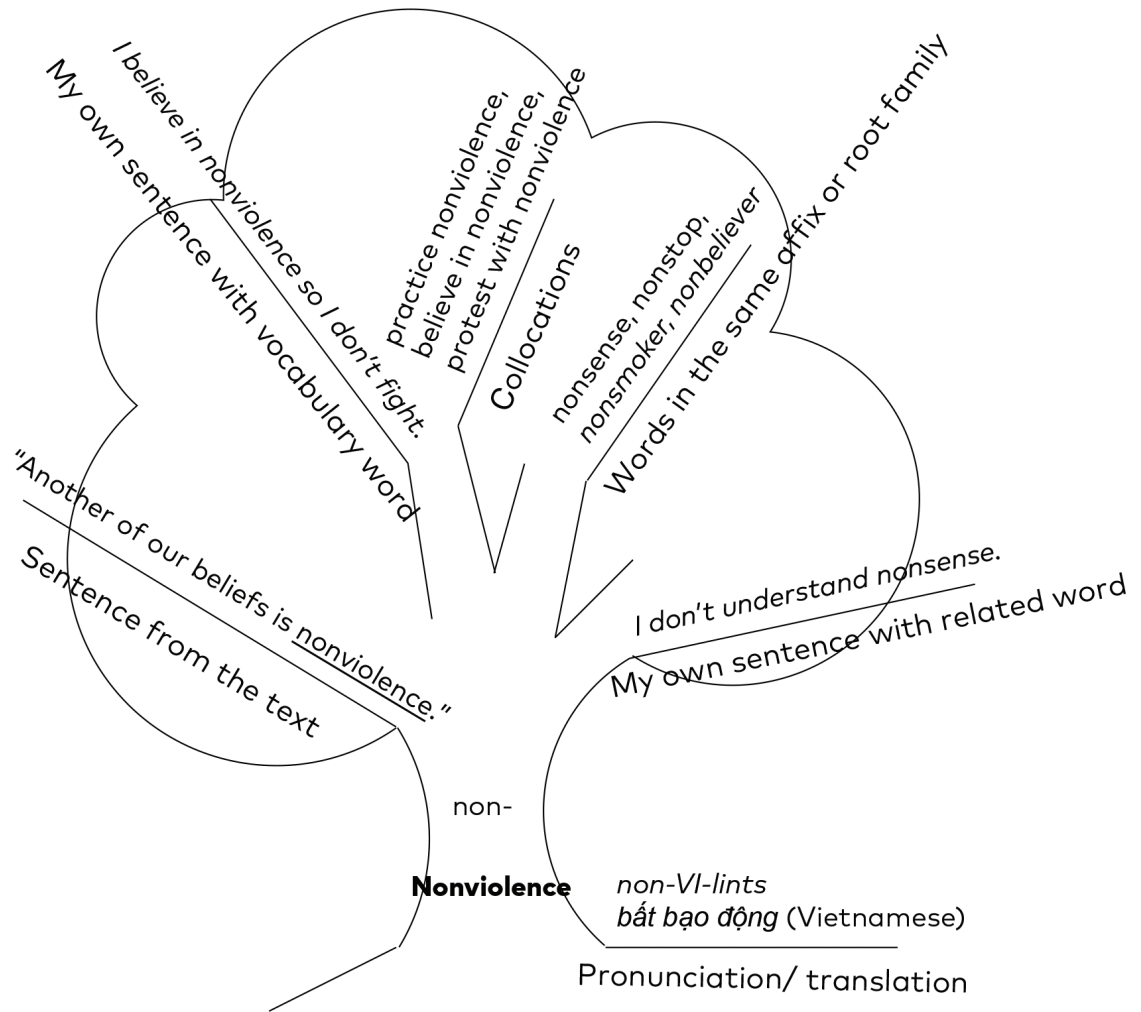 I believe in nonviolence so I don't fight.
My own sentence with vocabulary word
practice nonviolence,
believe in nonviolence,
protest with nonviolence
Collocations
nonsense, nonstop,
nonsmoker, nonbeliever
Words in the same affix or root family
"Another of our beliefs is nonviolence."
Sentence from the text
I don't understand nonsense.
My own sentence with related word
non-
Nonviolence
non-VI-lints
bất bạo động (Vietnamese)
Pronunciation/ translation